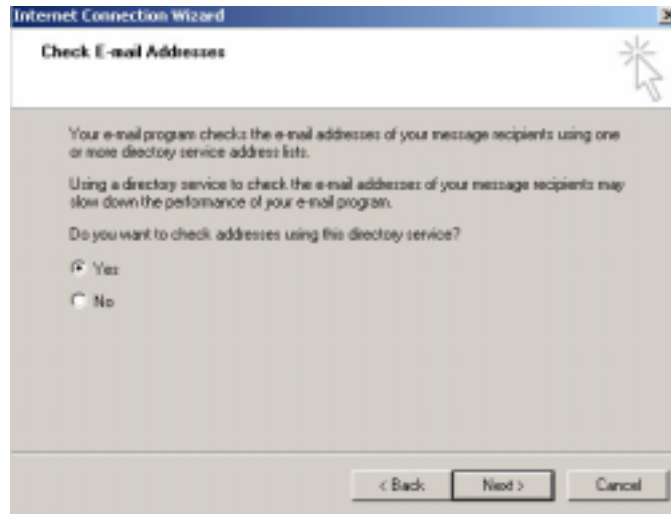 Internet Connection Wizard
Check E-mail Addresses
Your e-mail program checks the e-mail addresses of your message recipients using one
or more directory service address lists.
Using a directory service to check the e-mail addresses of your message recipients may
slow down the performance of your e-mail program.
Do you want to check addresses using this directory service?
Yes
No
< Back
Next >
Cancel